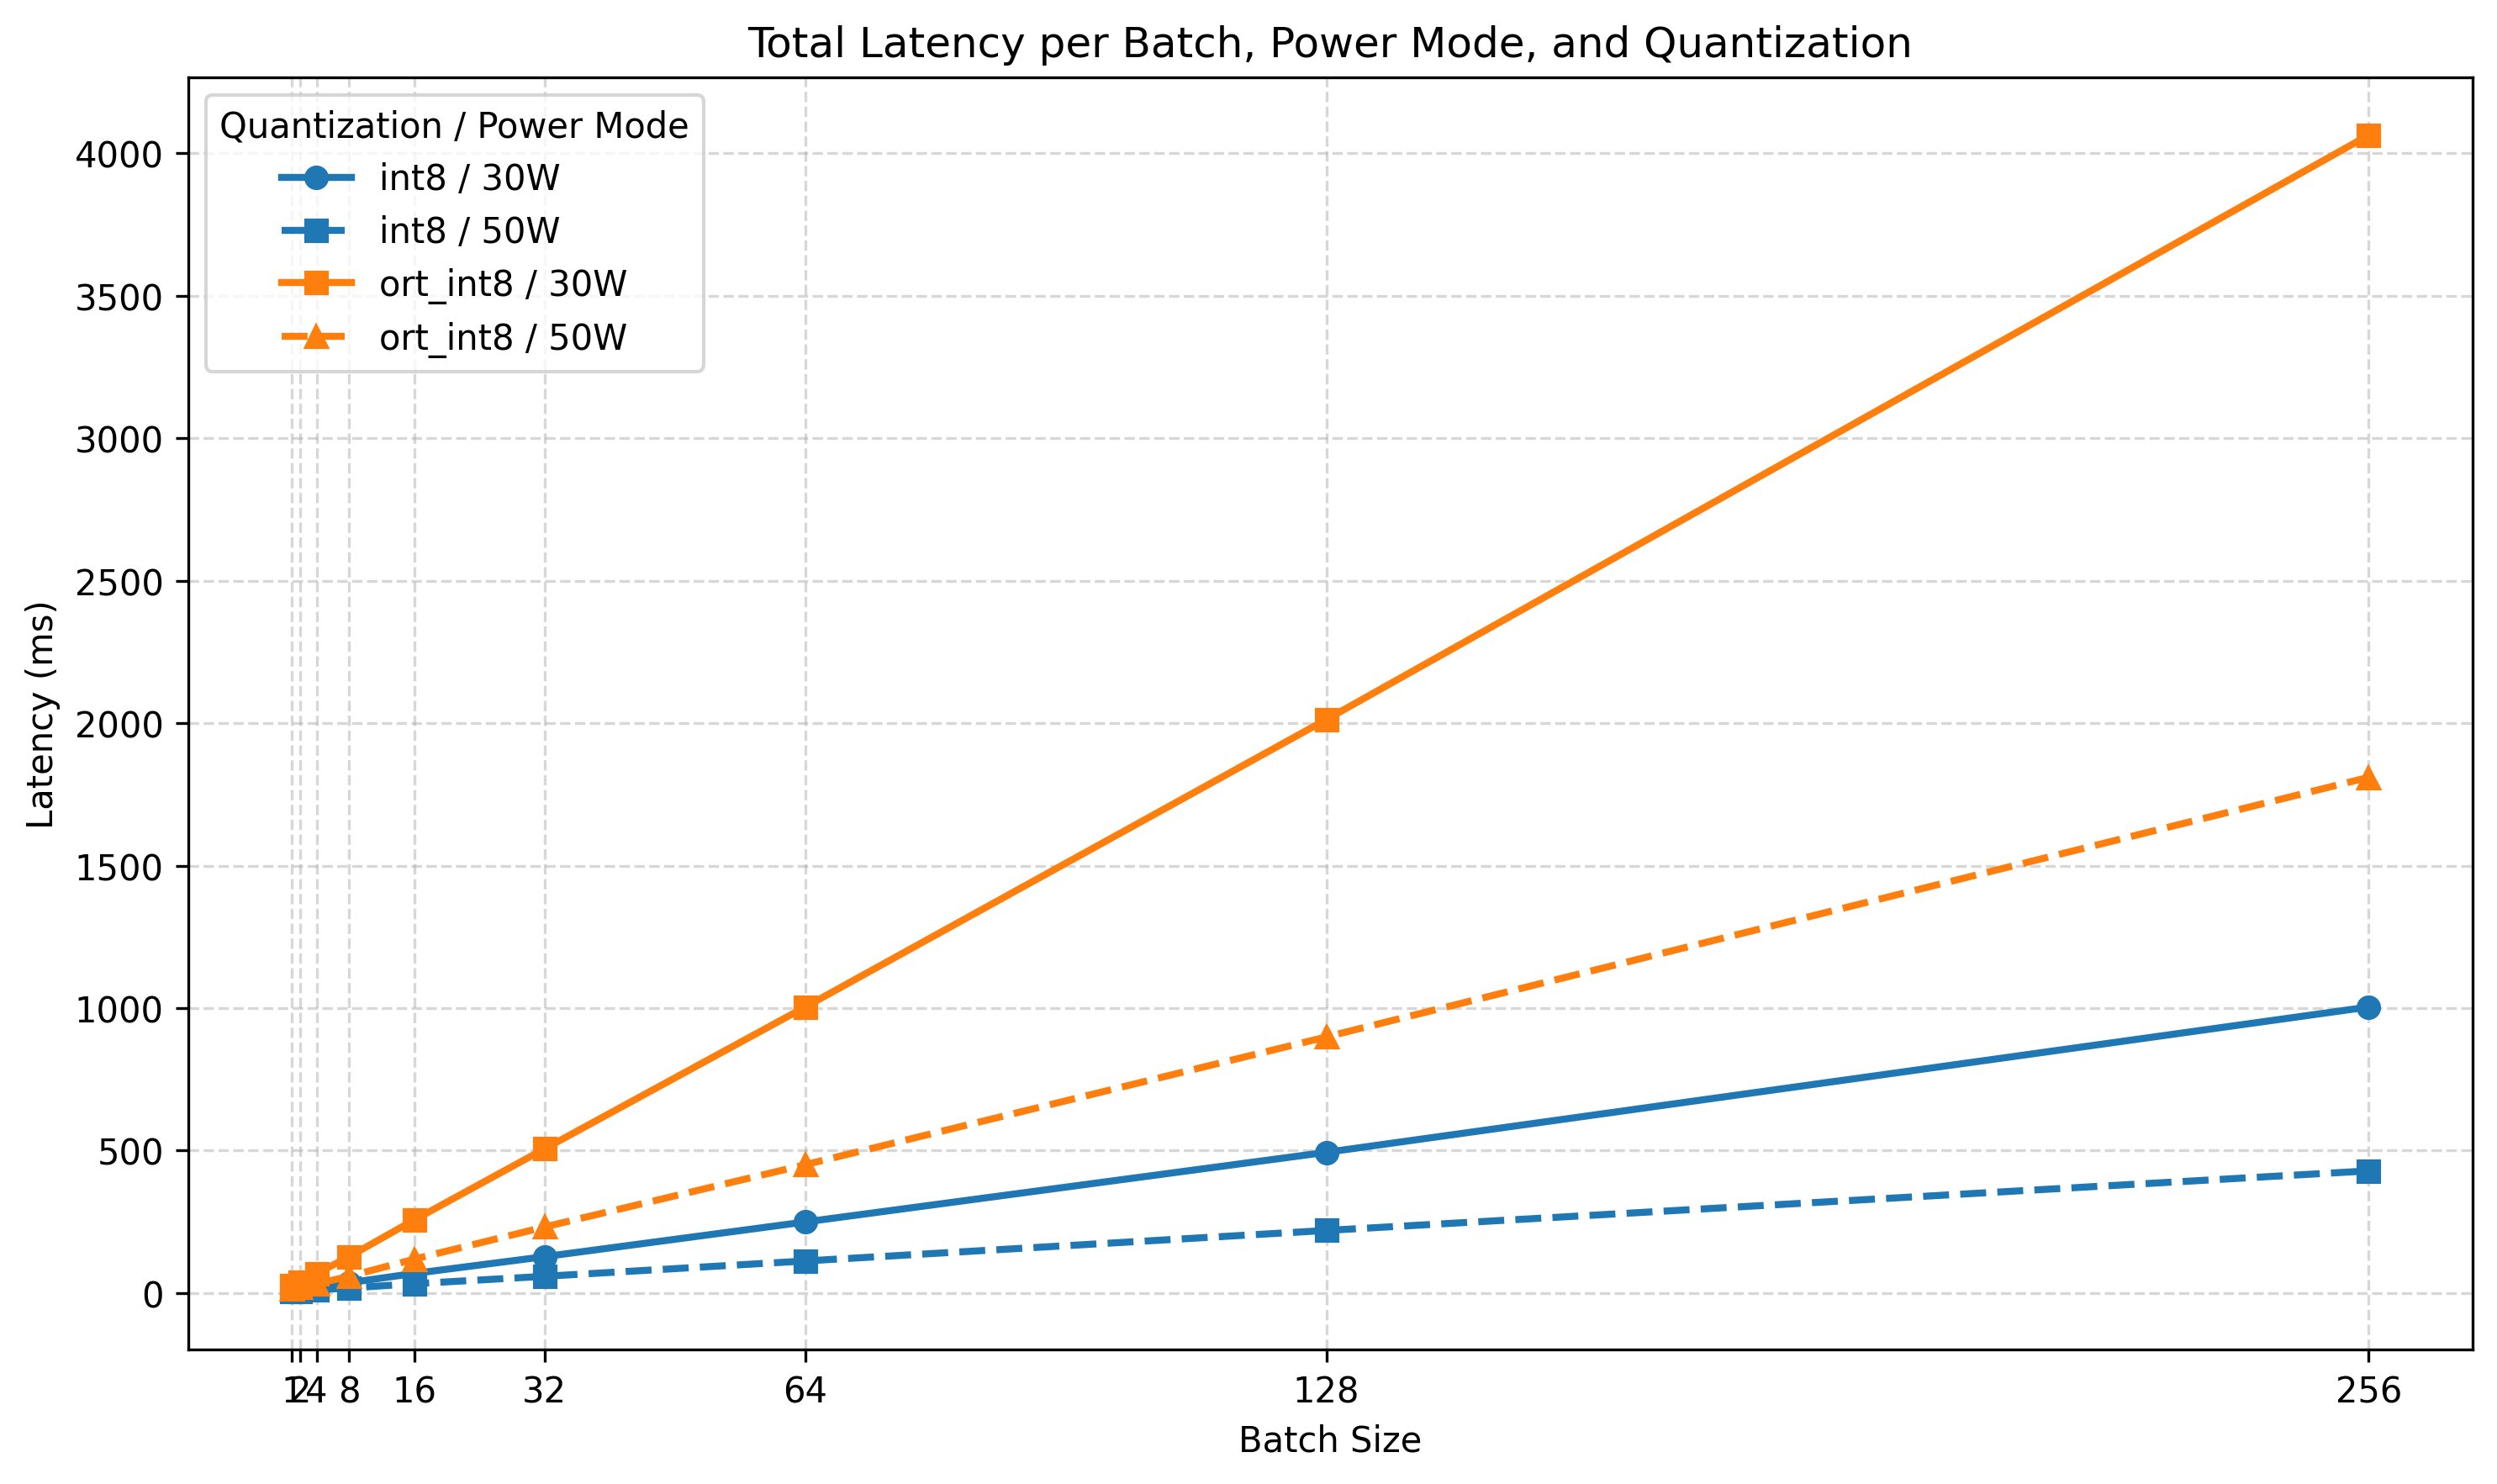 Total Latency per Batch, Power Mode, and Quantization
Quantization / Power Mode
int8 / 30W
int8 / 50W
ort_int8 / 30W
ort_int8 / 50W
4000
3500
3000
2500
2000
1500
1000
500
0
Latency (ms)
1 2 4 8 16 32 64 128 256
Batch Size